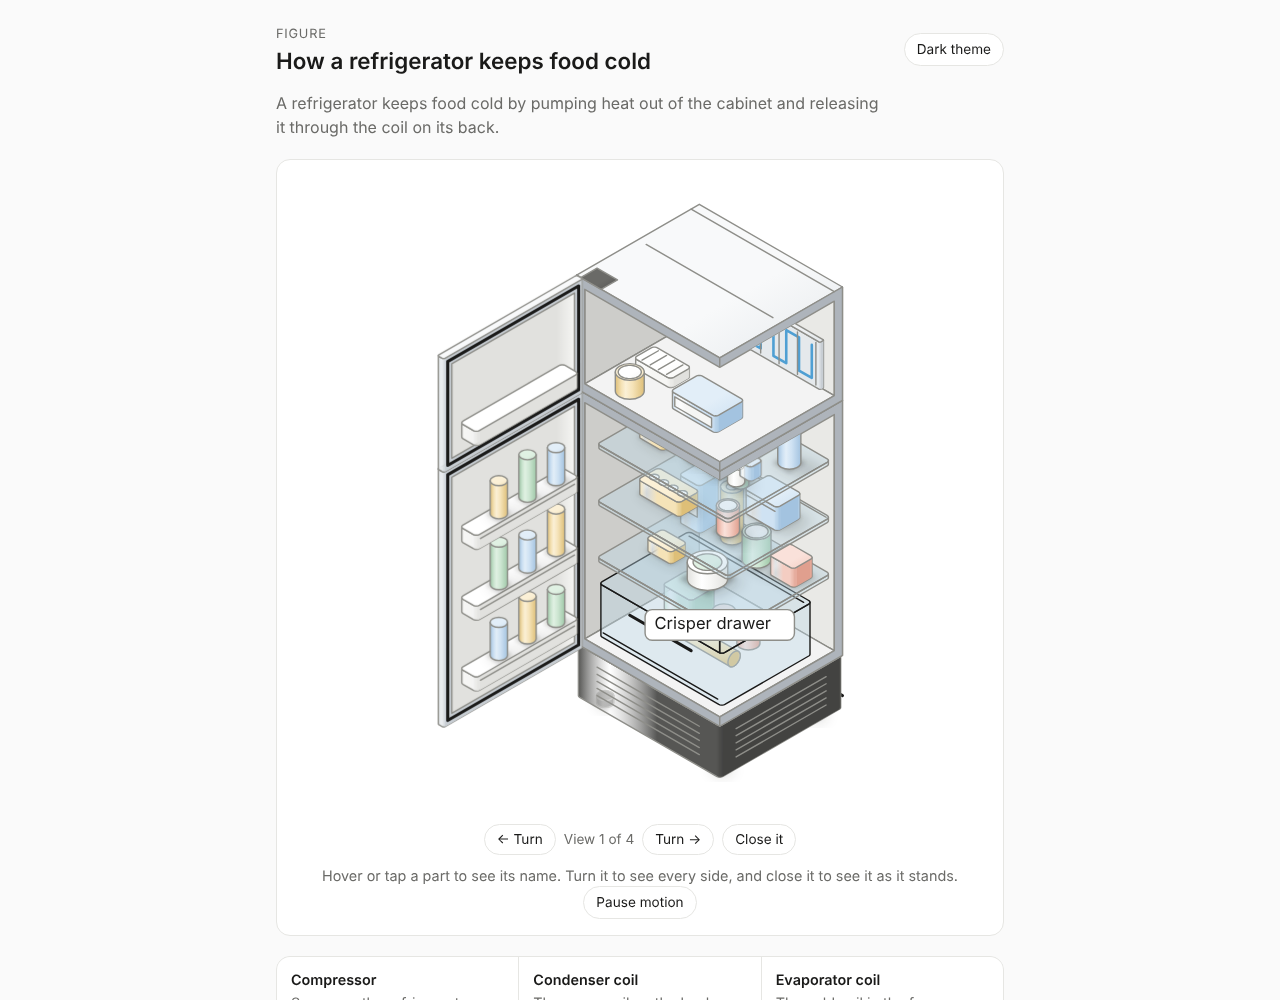 FIGURE
How a refrigerator keeps food cold
Dark theme
A refrigerator keeps food cold by pumping heat out of the cabinet and releasing
it through the coil on its back.
Crisper drawer
← Turn
View 1 of 4
Turn →
Close it
Hover or tap a part to see its name. Turn it to see every side, and close it to see it as it stands.
Pause motion
Compressor
Condenser coil
Evaporator coil